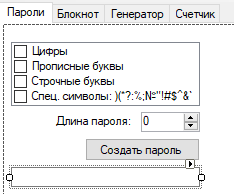 Пароли Блокнот Генератор Счетчик
Цифры
Прописные буквы
Строчные буквы
Спец. символы: )(*?:%;№"!#$^&`
Длина пароля: 0
Создать пароль